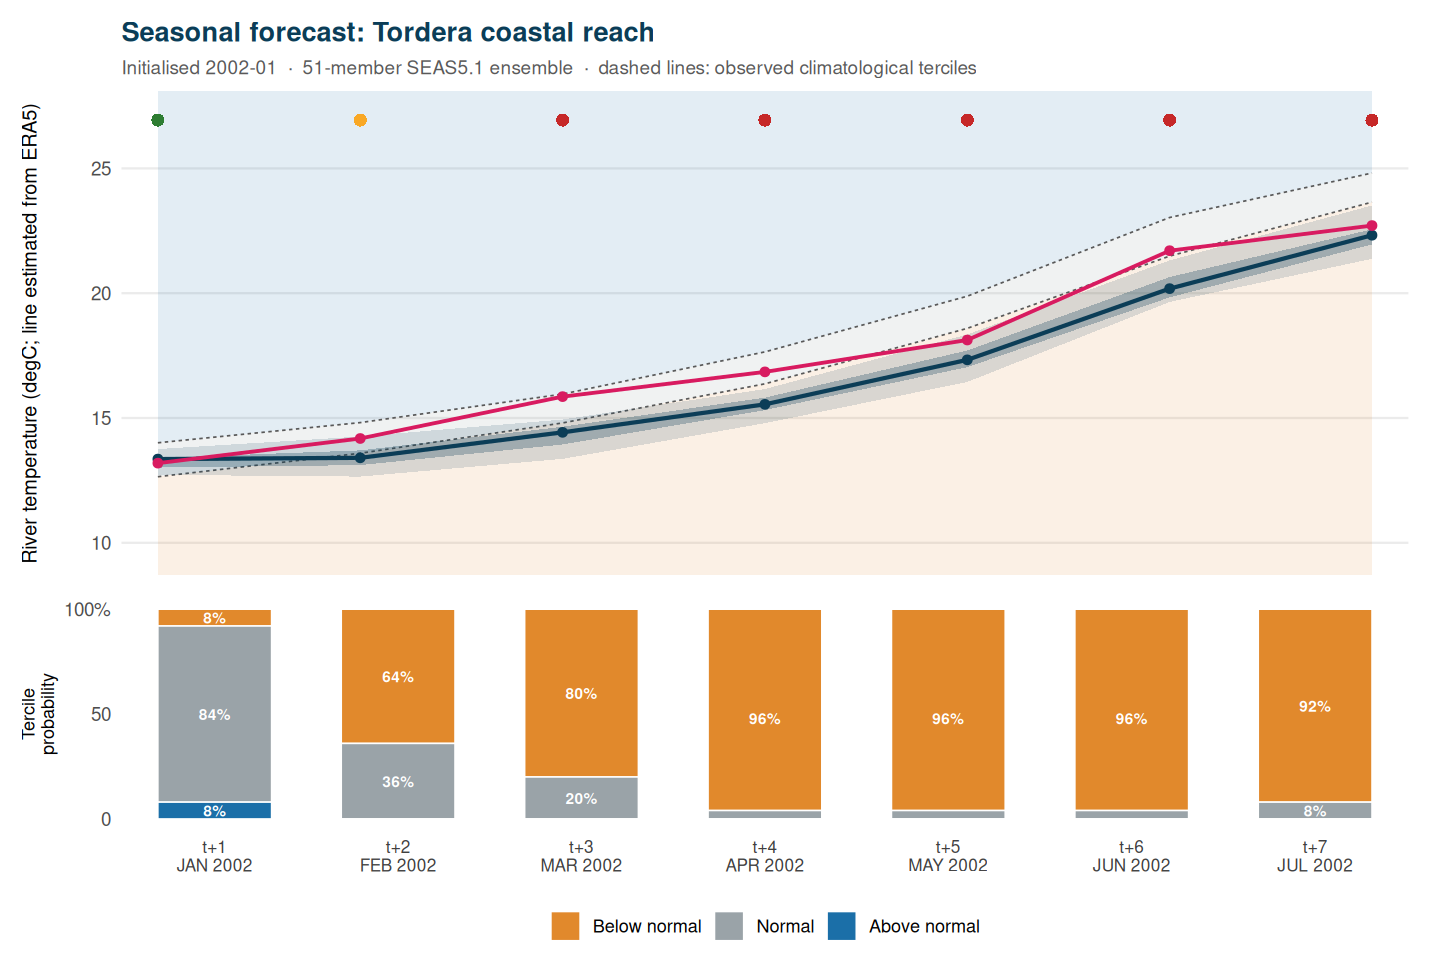 Seasonal forecast: Tordera coastal reach
Initialised 2002-01 · 51-member SEAS5.1 ensemble · dashed lines: observed climatological terciles
River temperature (degC; line estimated from ERA5)
25
20
15
10
Tercile
probability
100%
50
0
8%
84%
8%
64%
36%
80%
20%
96%
96%
96%
92%
8%
t+1
JAN 2002
t+2
FEB 2002
t+3
MAR 2002
t+4
APR 2002
t+5
MAY 2002
t+6
JUN 2002
t+7
JUL 2002
Below normal
Normal
Above normal